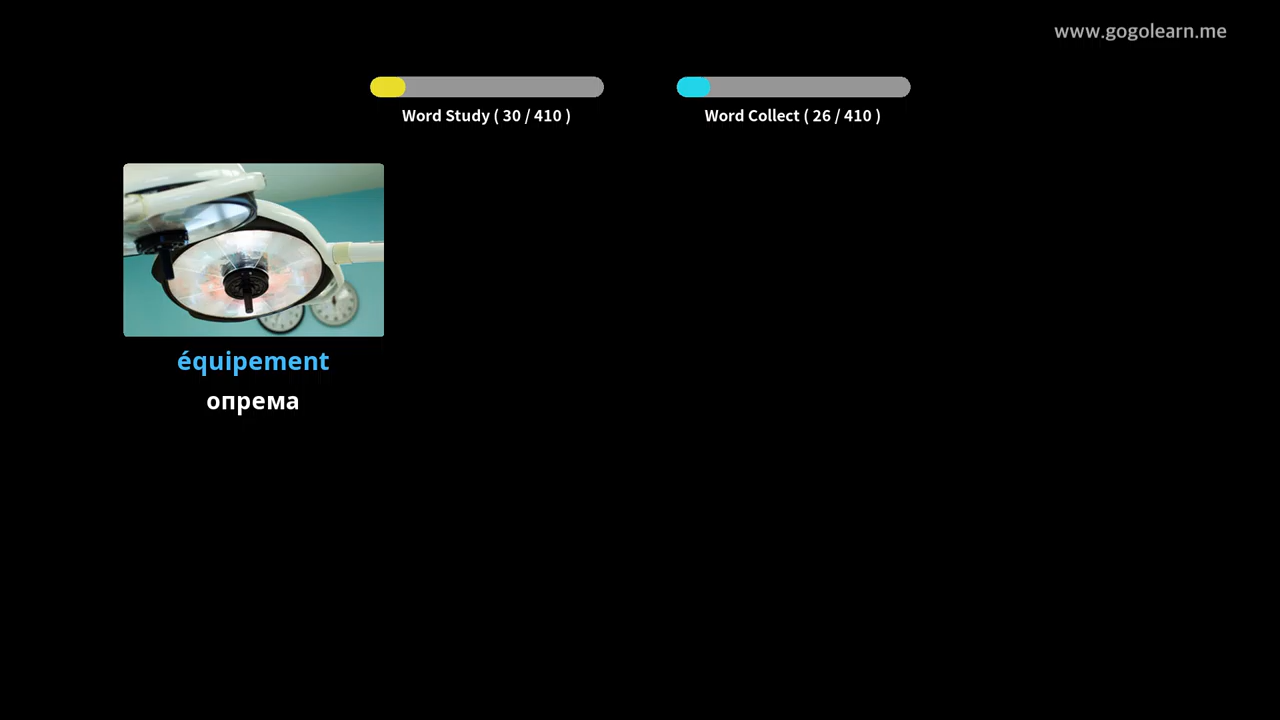 www.gogolearn.me
Word Study ( 30 / 410 )
Word Collect ( 26 / 410 )
équipement
опрема